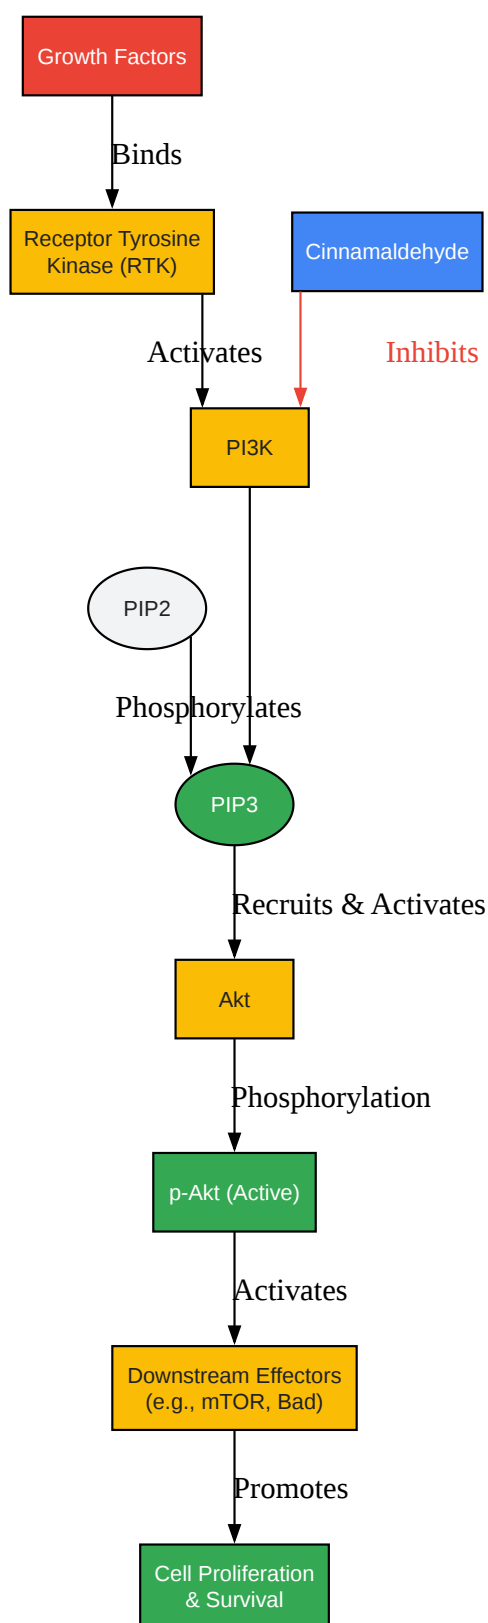 Growth Factors
Binds
Receptor Tyrosine
Kinase (RTK)
Cinnamaldehyde
Activates
Inhibits
PI3K
PIP2
Phosphorylates
PIP3
Recruits & Activates
Akt
Phosphorylation
p-Akt (Active)
Activates
Downstream Effectors
(e.g., mTOR, Bad)
Promotes
Cell Proliferation
& Survival